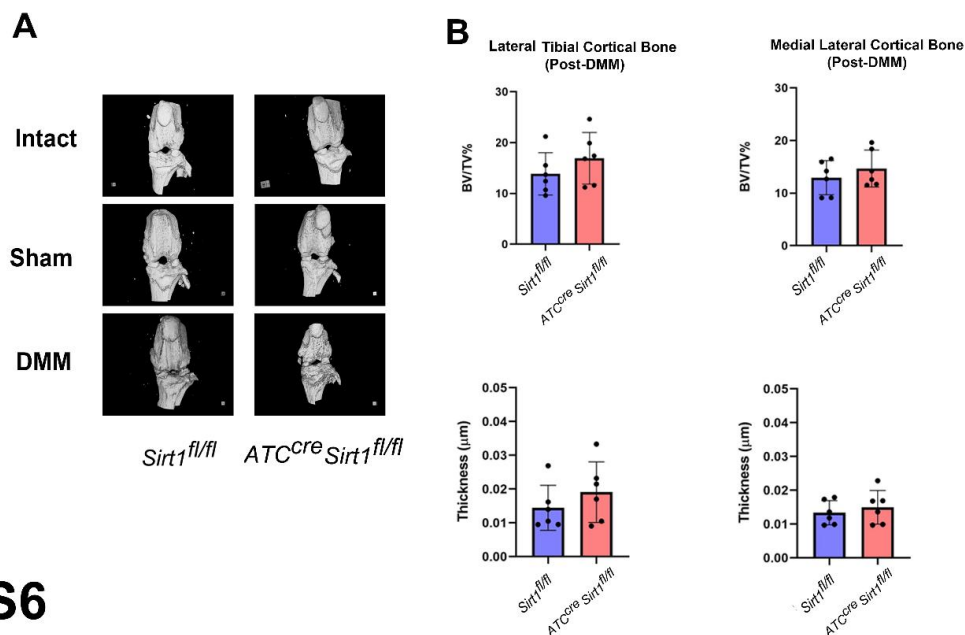 A
Intact
Sham
DMM
Sirt1fl/fl
ATCcre Sirt1fl/fl
B
Lateral Tibial Cortical Bone
(Post-DMM)
BV/TV%
30
20
10
0
Sirt1fl/fl
ATCcre Sirt1fl/fl
Medial Lateral Cortical Bone
(Post-DMM)
BV/TV%
30
20
10
0
Sirt1fl/fl
ATCcre Sirt1fl/fl
Thickness (μm)
0.05
0.04
0.03
0.02
0.01
0.00
Sirt1fl/fl
ATCcre Sirt1fl/fl
Thickness (μm)
0.05
0.04
0.03
0.02
0.01
0.00
Sirt1fl/fl
ATCcre Sirt1fl/fl
S6